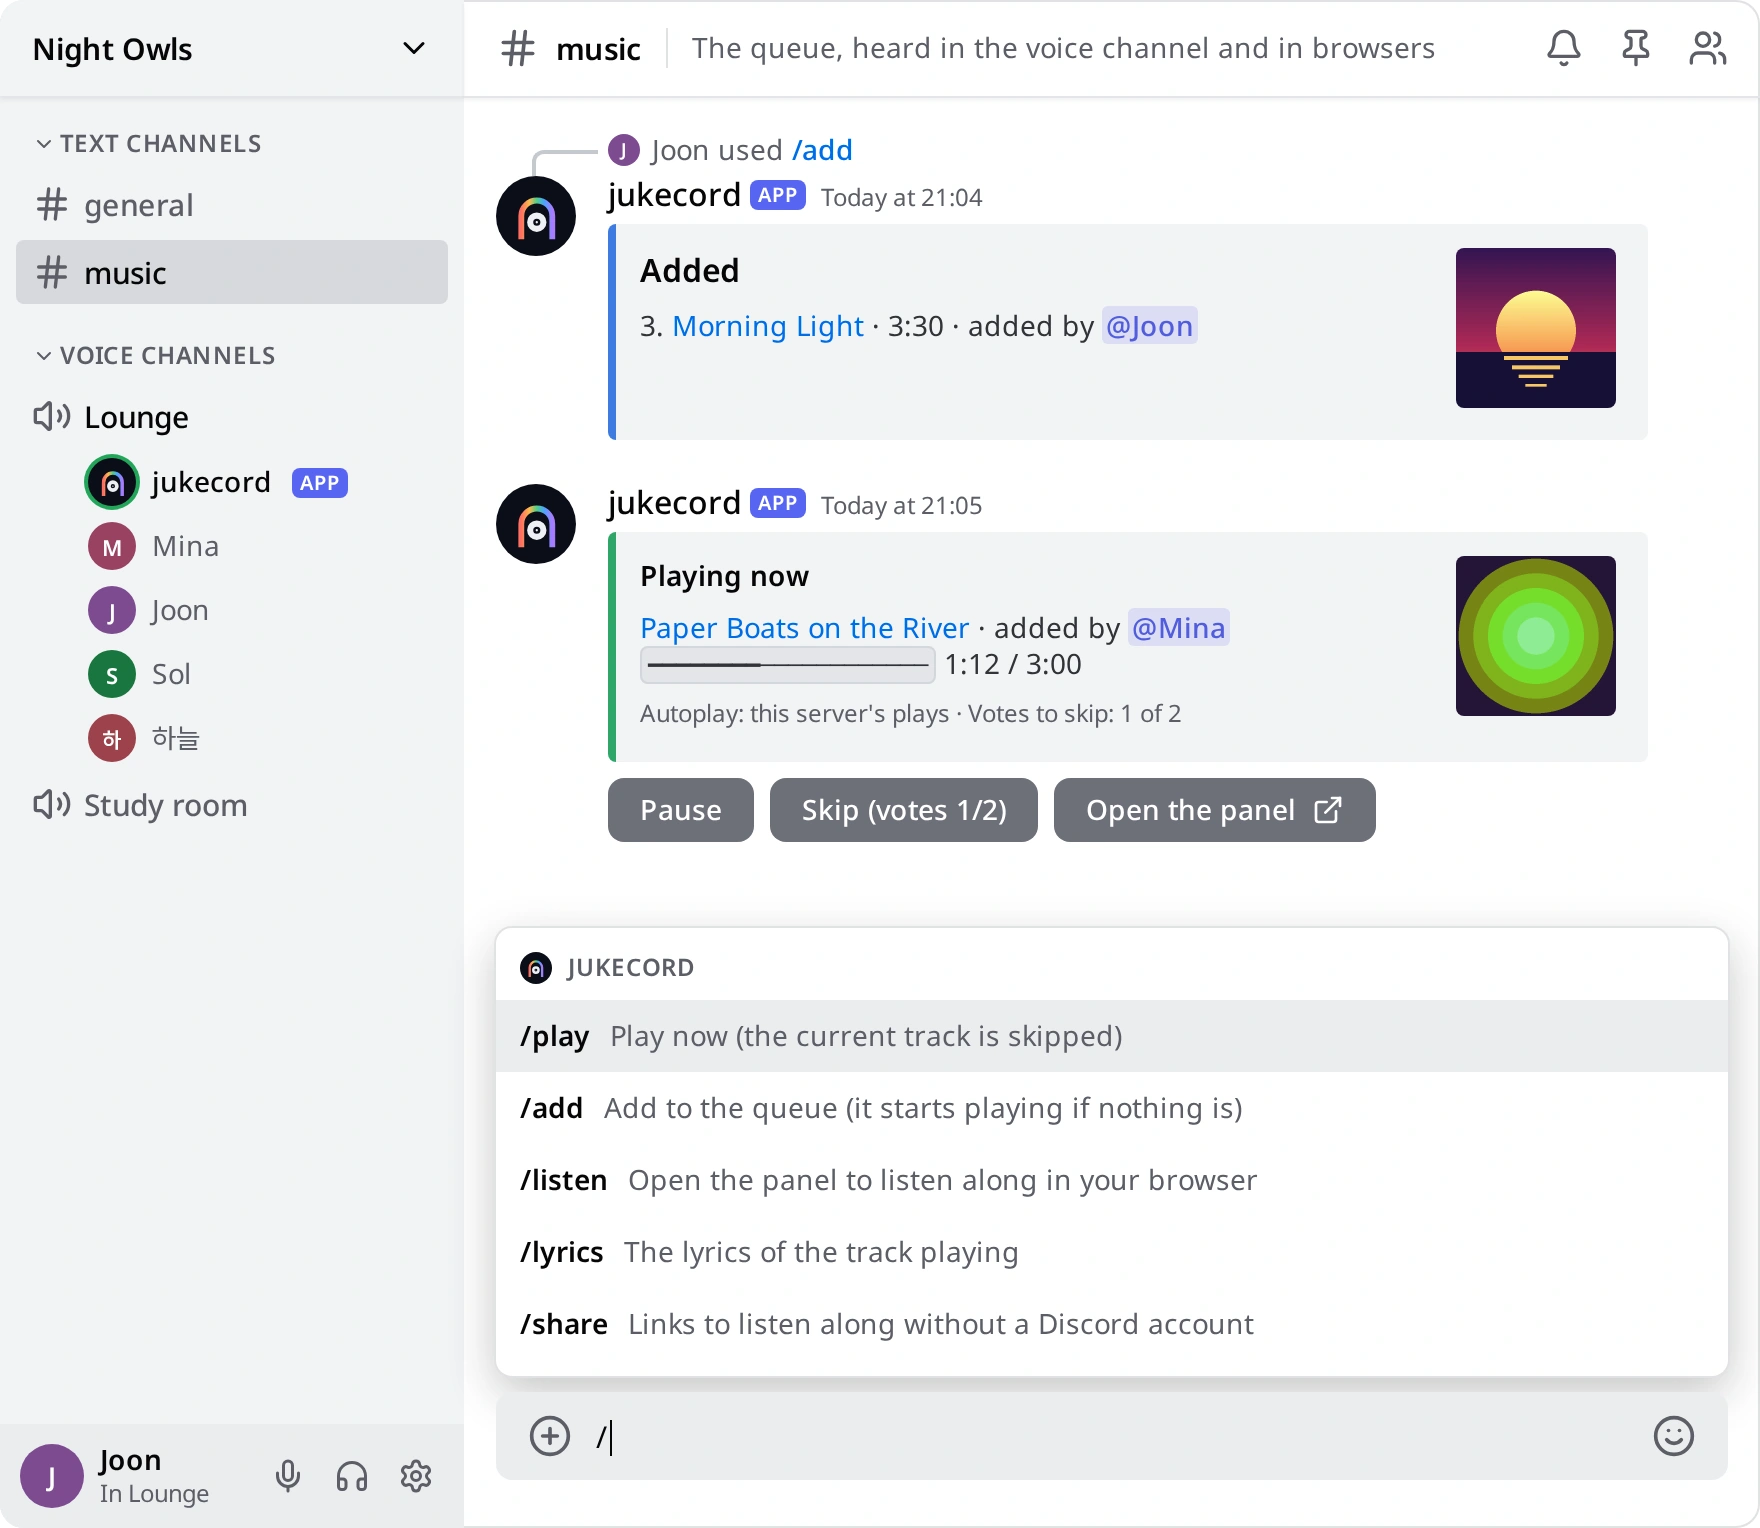 Night Owls
TEXT CHANNELS
general
music
VOICE CHANNELS
Lounge
jukecord APP
M Mina
J Joon
S Sol
하 하늘
Study room
J Joon
In Lounge
music The queue, heard in the voice channel and in browsers
J Joon used /add
jukecord APP Today at 21:04
Added
3. Morning Light · 3:30 · added by @Joon
jukecord APP Today at 21:05
Playing now
Paper Boats on the River · added by @Mina
1:12 / 3:00
Autoplay: this server's plays · Votes to skip: 1 of 2
Pause Skip (votes 1/2) Open the panel
JUKECORD
/play Play now (the current track is skipped)
/add Add to the queue (it starts playing if nothing is)
/listen Open the panel to listen along in your browser
/lyrics The lyrics of the track playing
/share Links to listen along without a Discord account
/